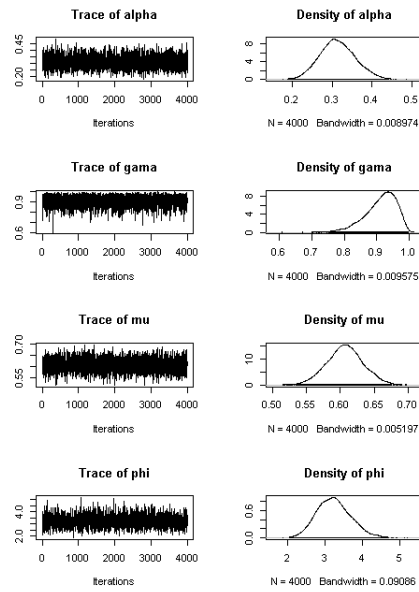 Trace of alpha
0.45
0.20
0 1000 2000 3000 4000
Iterations
Density of alpha
8
4
0
0.2 0.3 0.4 0.5
N = 4000 Bandwidth = 0.008974
Trace of gama
0.9
0.6
0 1000 2000 3000 4000
Iterations
Density of gama
8
4
0
0.6 0.7 0.8 0.9 1.0
N = 4000 Bandwidth = 0.009575
Trace of mu
0.70
0.55
0 1000 2000 3000 4000
Iterations
Density of mu
10
0
0.50 0.55 0.60 0.65 0.70
N = 4000 Bandwidth = 0.005197
Trace of phi
4.0
2.0
0 1000 2000 3000 4000
Iterations
Density of phi
0.6
0.0
2 3 4 5
N = 4000 Bandwidth = 0.09086